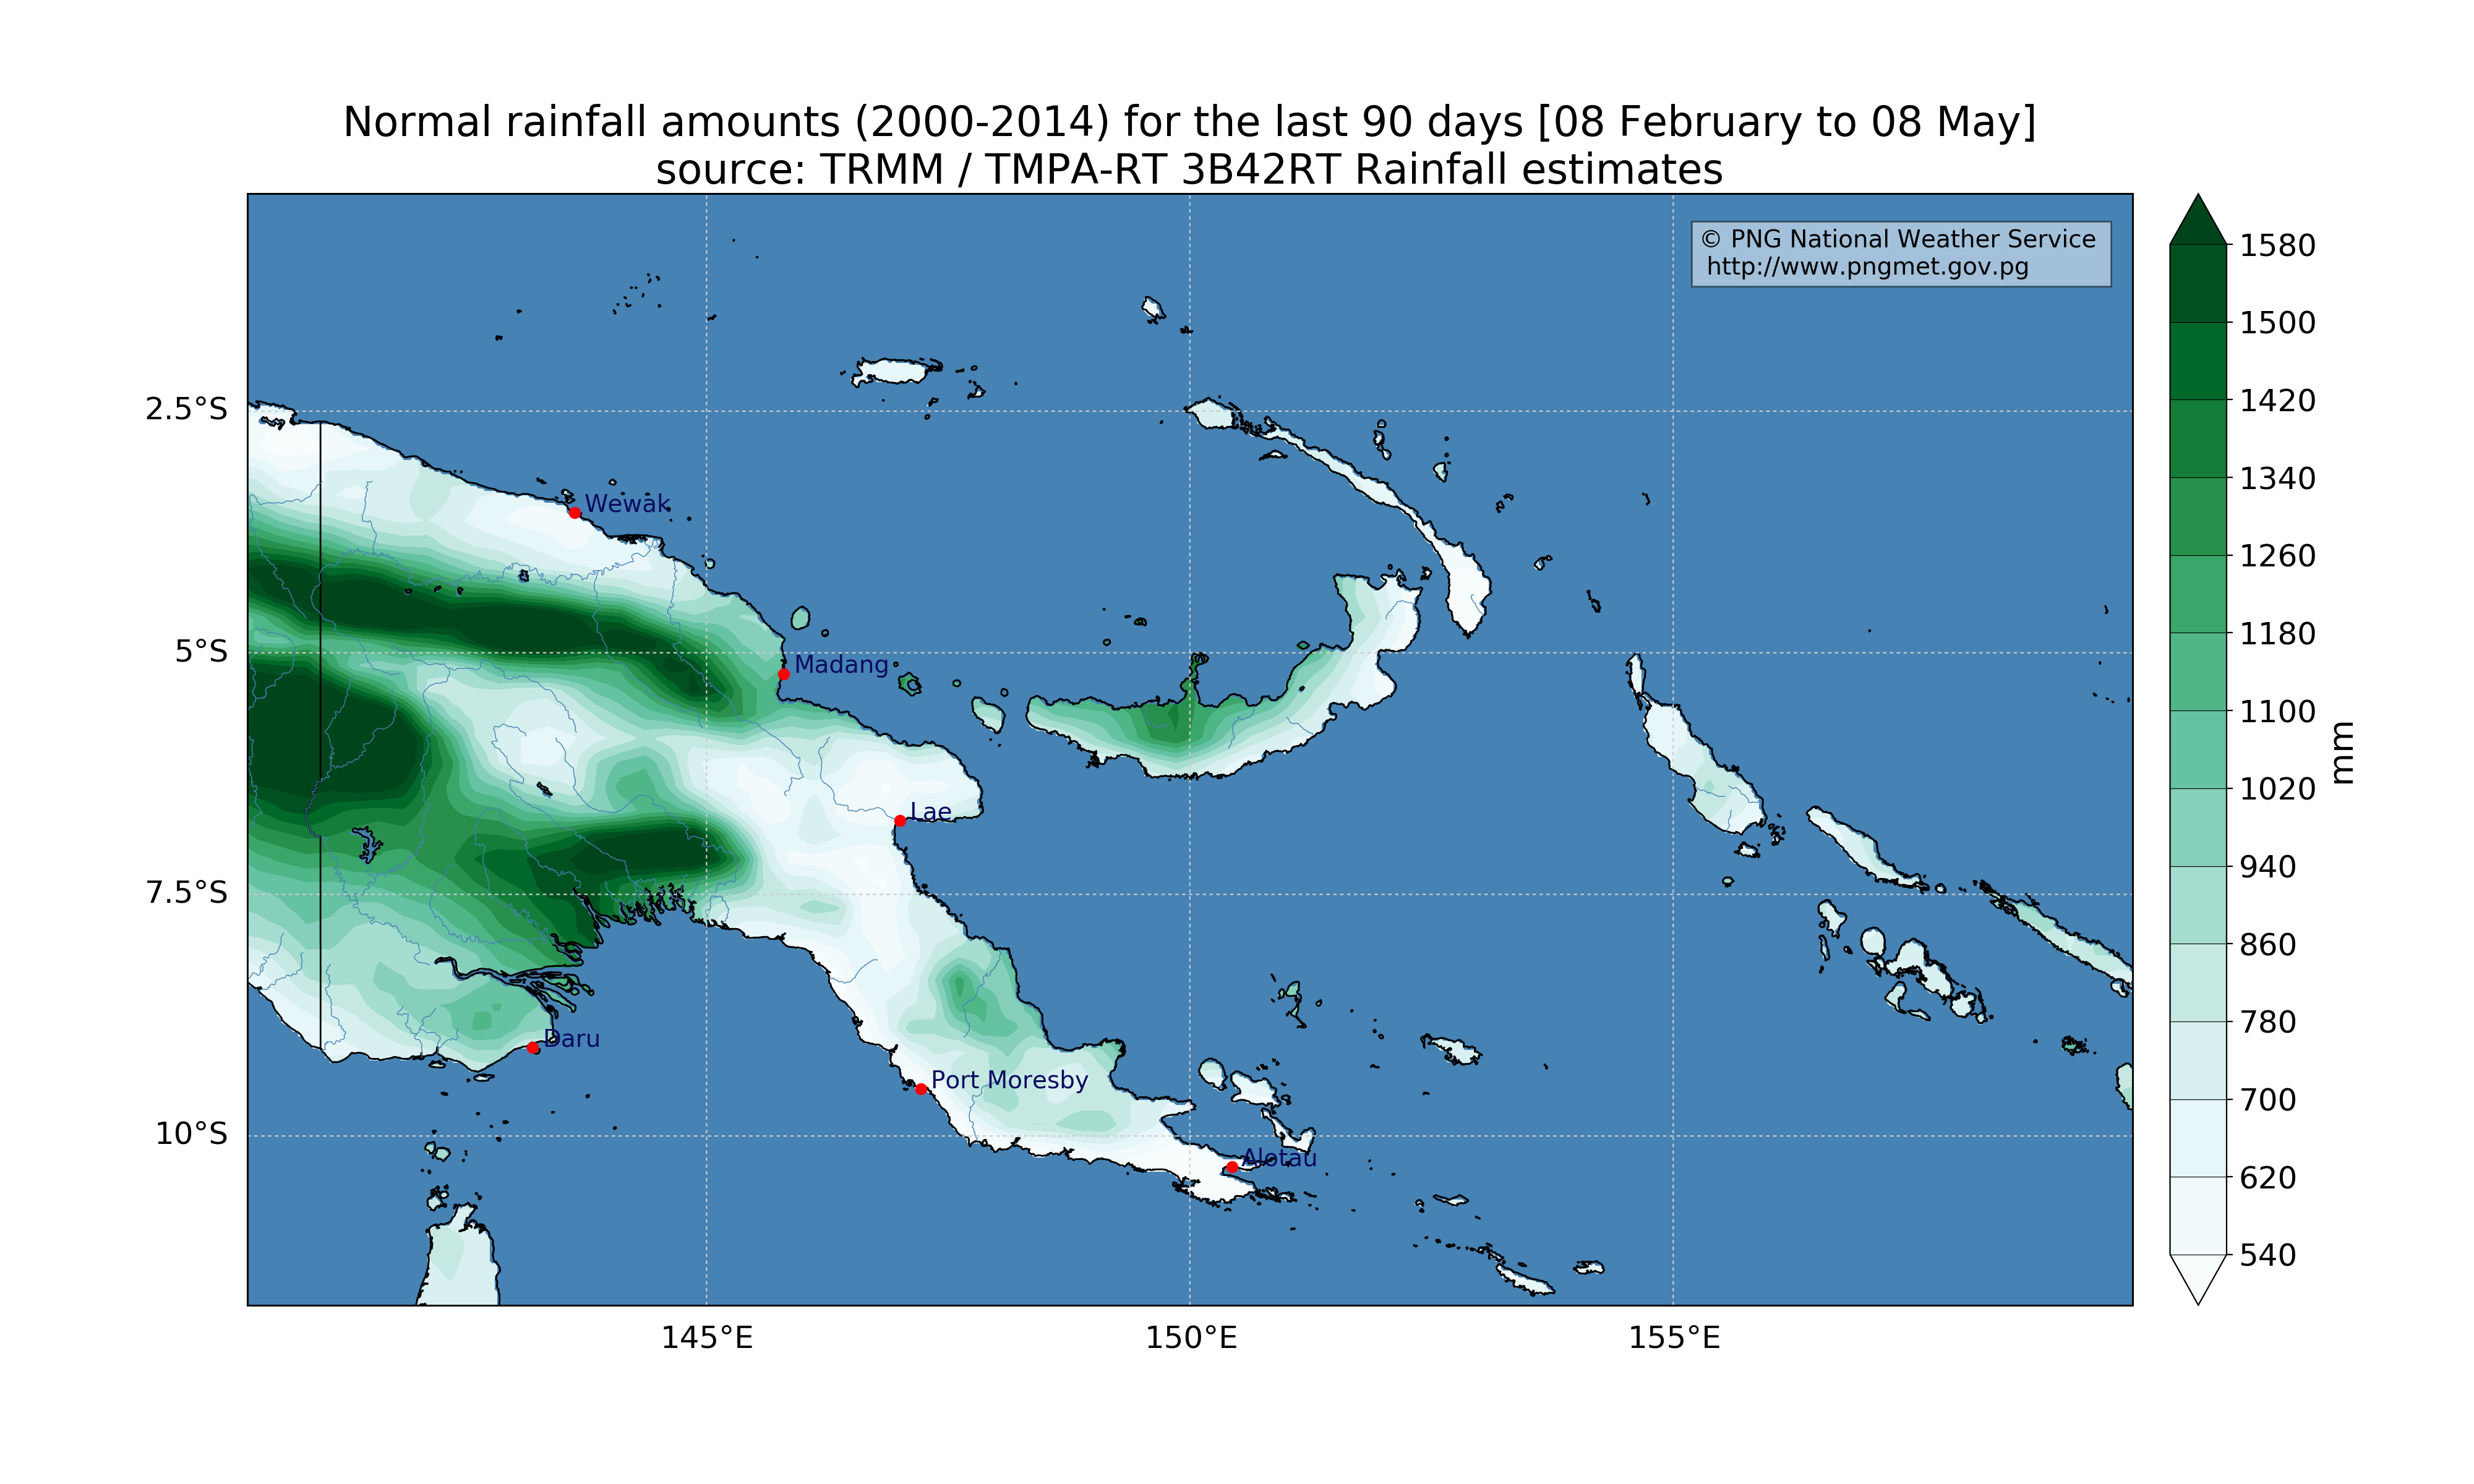 Normal rainfall amounts (2000-2014) for the last 90 days [08 February to 08 May]
source: TRMM / TMPA-RT 3B42RT Rainfall estimates
© PNG National Weather Service
http://www.pngmet.gov.pg
2.5°S
5°S
7.5°S
10°S
Wewak
Madang
Lae
Daru
Port Moresby
Alotau
145°E
150°E
155°E
1580
1500
1420
1340
1260
1180
1100
1020
940
860
780
700
620
540
mm